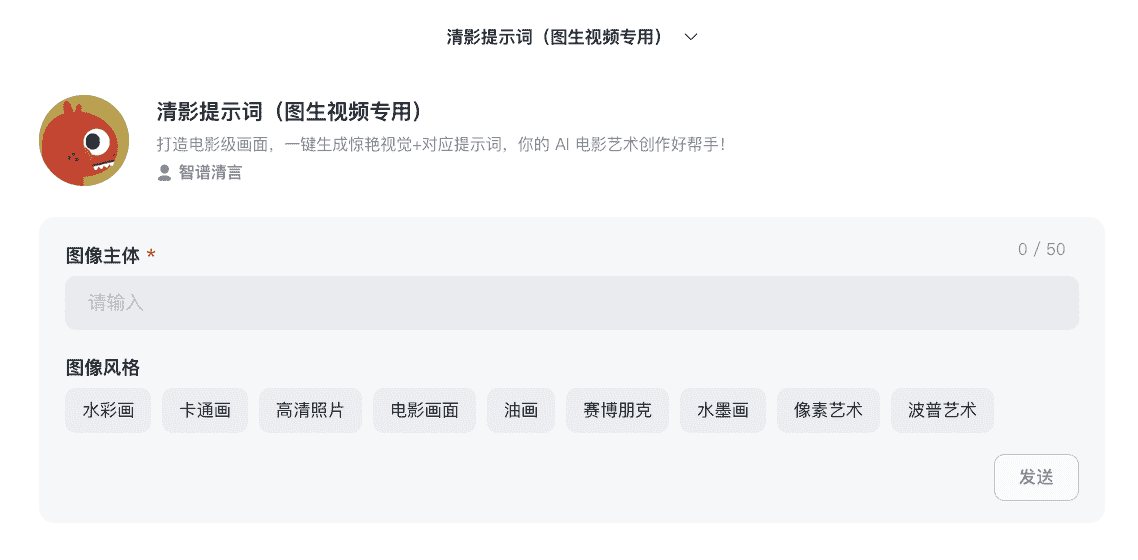 清影提示词（图生视频专用）
清影提示词（图生视频专用）
打造电影级画面，一键生成惊艳视觉+对应提示词，你的 AI 电影艺术创作好帮手！
智谱清言
图像主体 *
0 / 50
请输入
图像风格
水彩画 卡通画 高清照片 电影画面 油画 赛博朋克 水墨画 像素艺术 波普艺术
发送